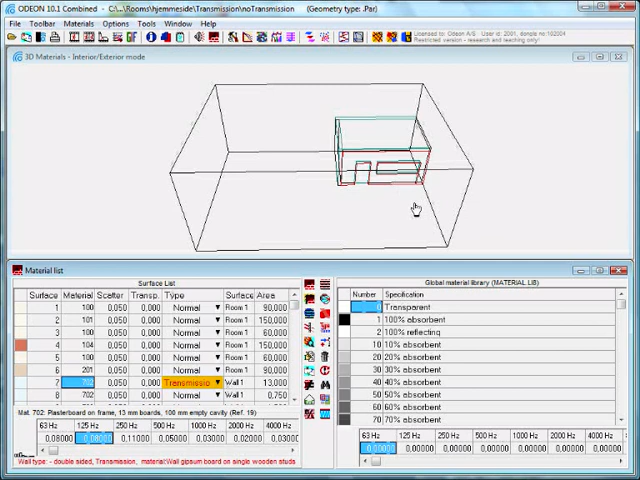 ODEON 10.1 Combined - C:\...\Rooms\hjemmeside\Transmission\noTransmission (Geometry type: .Par)
File Toolbar Materials Options Tools Window Help
Licensed to: Odeon A/S User id: 2001, dongle no:102004
Restricted version - research and teaching only!
3D Materials - Interior/Exterior mode
Material list
Surface List
Surface Material Scatter Transp. Type Surface Area
1 100 0,050 0,000 Normal Room 1 90,000
2 101 0,050 0,000 Normal Room 1 150,000
3 100 0,050 0,000 Normal Room 1 60,000
4 104 0,050 0,000 Normal Room 1 150,000
5 100 0,050 0,000 Normal Room 1 60,000
6 201 0,050 0,000 Normal Room 1 90,000
7 702 0,050 0,000 Transmissio Wall 1 13,000
8 702 0,050 0,000 Normal Wall 1 0,750
Mat. 702: Plasterboard on frame, 13 mm boards, 100 mm empty cavity (Ref. 19)
63 Hz 125 Hz 250 Hz 500 Hz 1000 Hz 2000 Hz 4000 Hz
0,08000 0,08000 0,11000 0,05000 0,03000 0,02000 0,03000
Wall type: - double sided, Transmission, material:Wall gipsum board on single wooden studs
Global material library (MATERIAL.LI8)
Number Specification
Transparent
1 100% absorbent
2 100% reflecting
10 10% absorbent
20 20% absorbent
30 30% absorbent
40 40% absorbent
50 50% absorbent
60 60% absorbent
70 70% absorbent
63 Hz 125 Hz 250 Hz 500 Hz 1000 Hz 2000 Hz 4000 Hz
0,00000 0,00000 0,00000 0,00000 0,00000 0,00000 0,0000